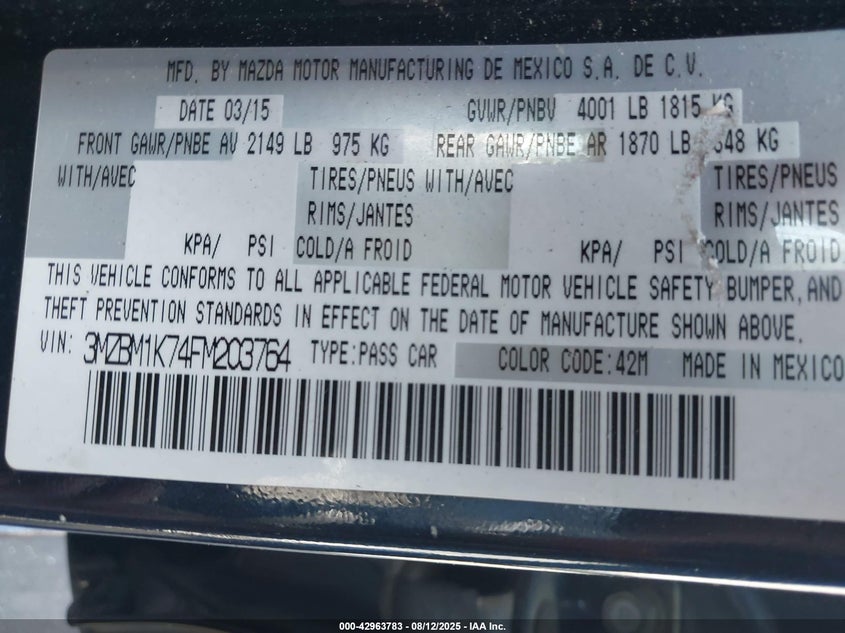 MFD. BY MAZDA MOTOR MANUFACTURING DE MEXICO S.A. DE C.V.
DATE 03/15 GVWR/PNBV 4001 LB 1815 KG
FRONT GAWR/PNBE AV 2149 LB 975 KG REAR GAWR/PNBE AR 1870 LB 848 KG
WITH/AVEC TIRES/PNEUS WITH/AVEC TIRES/PNEUS
RIMS/JANTES RIMS/JANTES
KPA/ PSI COLD/A FROID KPA/ PSI COLD/A FROID
THIS VEHICLE CONFORMS TO ALL APPLICABLE FEDERAL MOTOR VEHICLE SAFETY BUMPER, AND
THEFT PREVENTION STANDARDS IN EFFECT ON THE DATE OF MANUFACTURE SHOWN ABOVE.
VIN: 3MZBM1K74FM203764 TYPE:PASS CAR COLOR CODE:42M MADE IN MEXICO
000-42963783 - 08/12/2025 - IAA Inc.